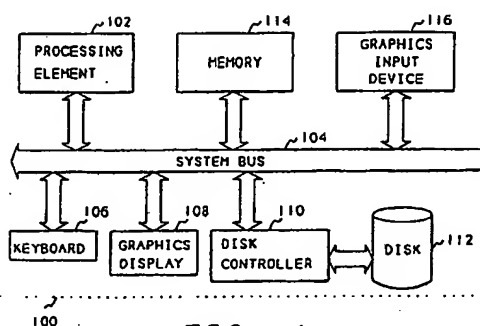 102
114
116
PROCESSING
ELEMENT
MEMORY
GRAPHICS
INPUT
DEVICE
104
SYSTEM BUS
106
108
110
112
KEYBOARD
GRAPHICS
DISPLAY
DISK
CONTROLLER
DISK
100